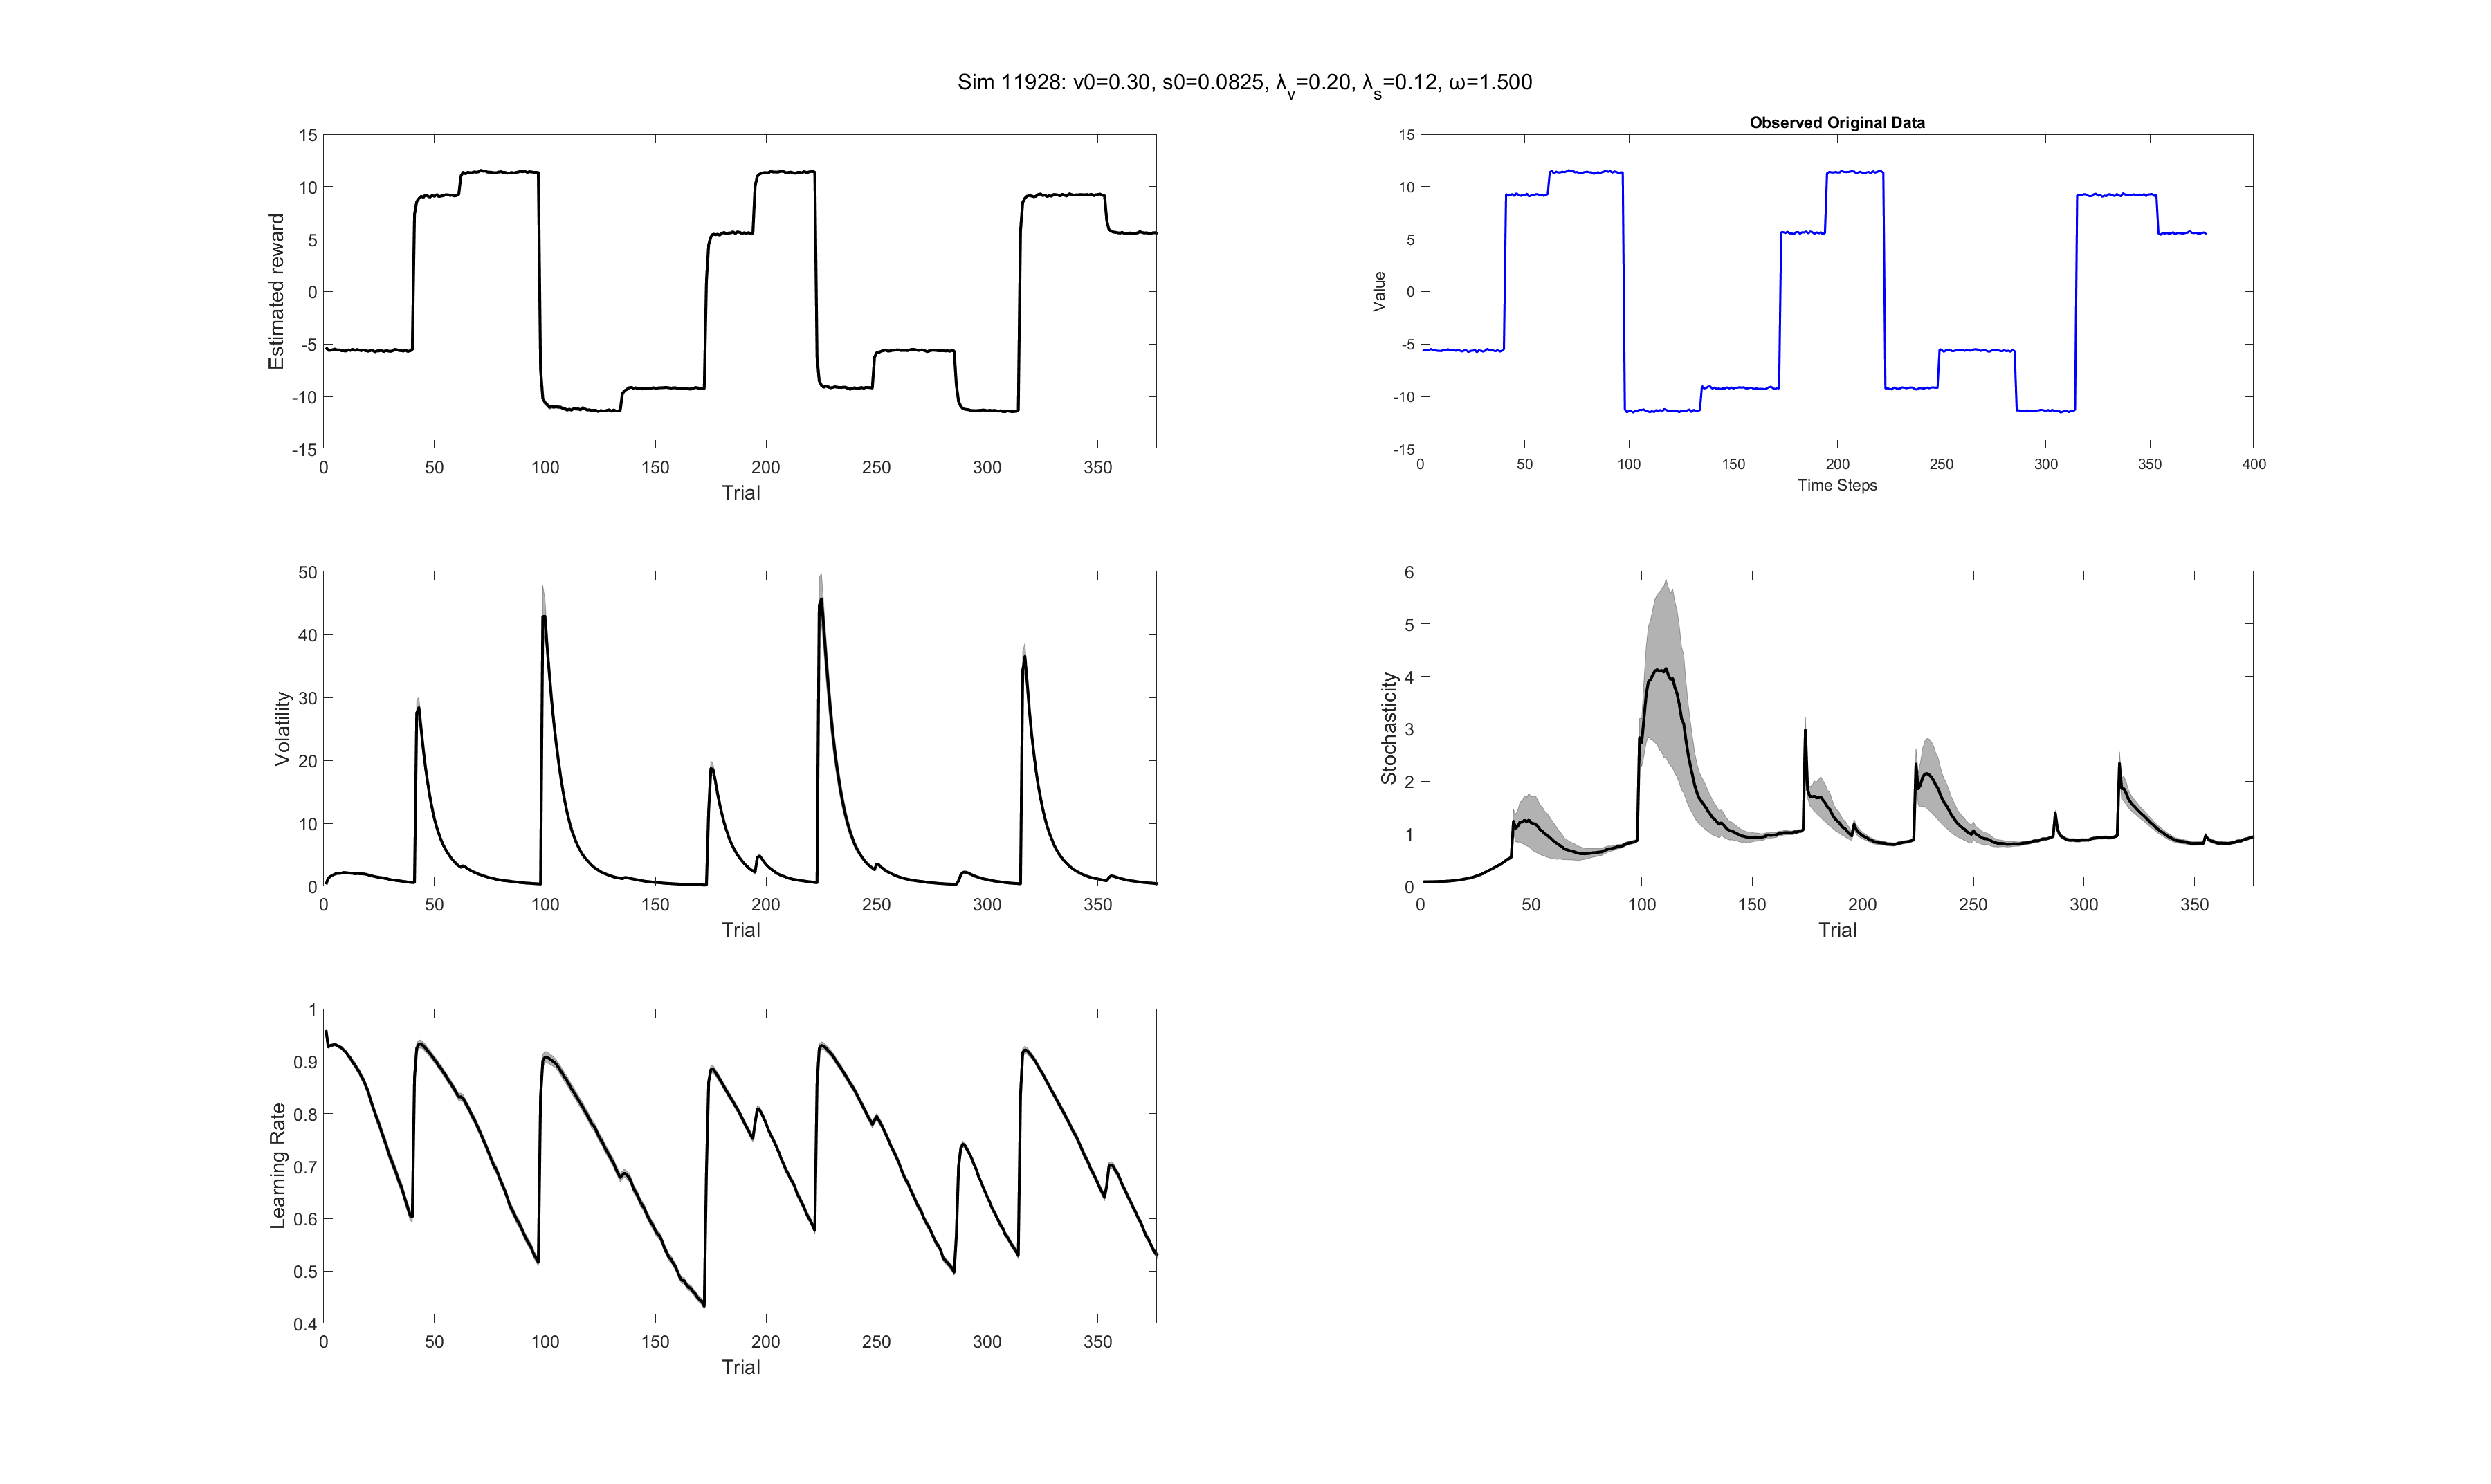 Sim 11928: v0=0.30, s0=0.0825, λv=0.20, λs=0.12, ω=1.500
15
10
5
0
-5
-10
-15
Estimated reward
0 50 100 150 200 250 300 350
Trial
Observed Original Data
15
10
5
0
-5
-10
-15
Value
0 50 100 150 200 250 300 350 400
Time Steps
50
40
30
20
10
0
Volatility
0 50 100 150 200 250 300 350
Trial
6
5
4
3
2
1
0
Stochasticity
0 50 100 150 200 250 300 350
Trial
1
0.9
0.8
0.7
0.6
0.5
0.4
Learning Rate
0 50 100 150 200 250 300 350
Trial